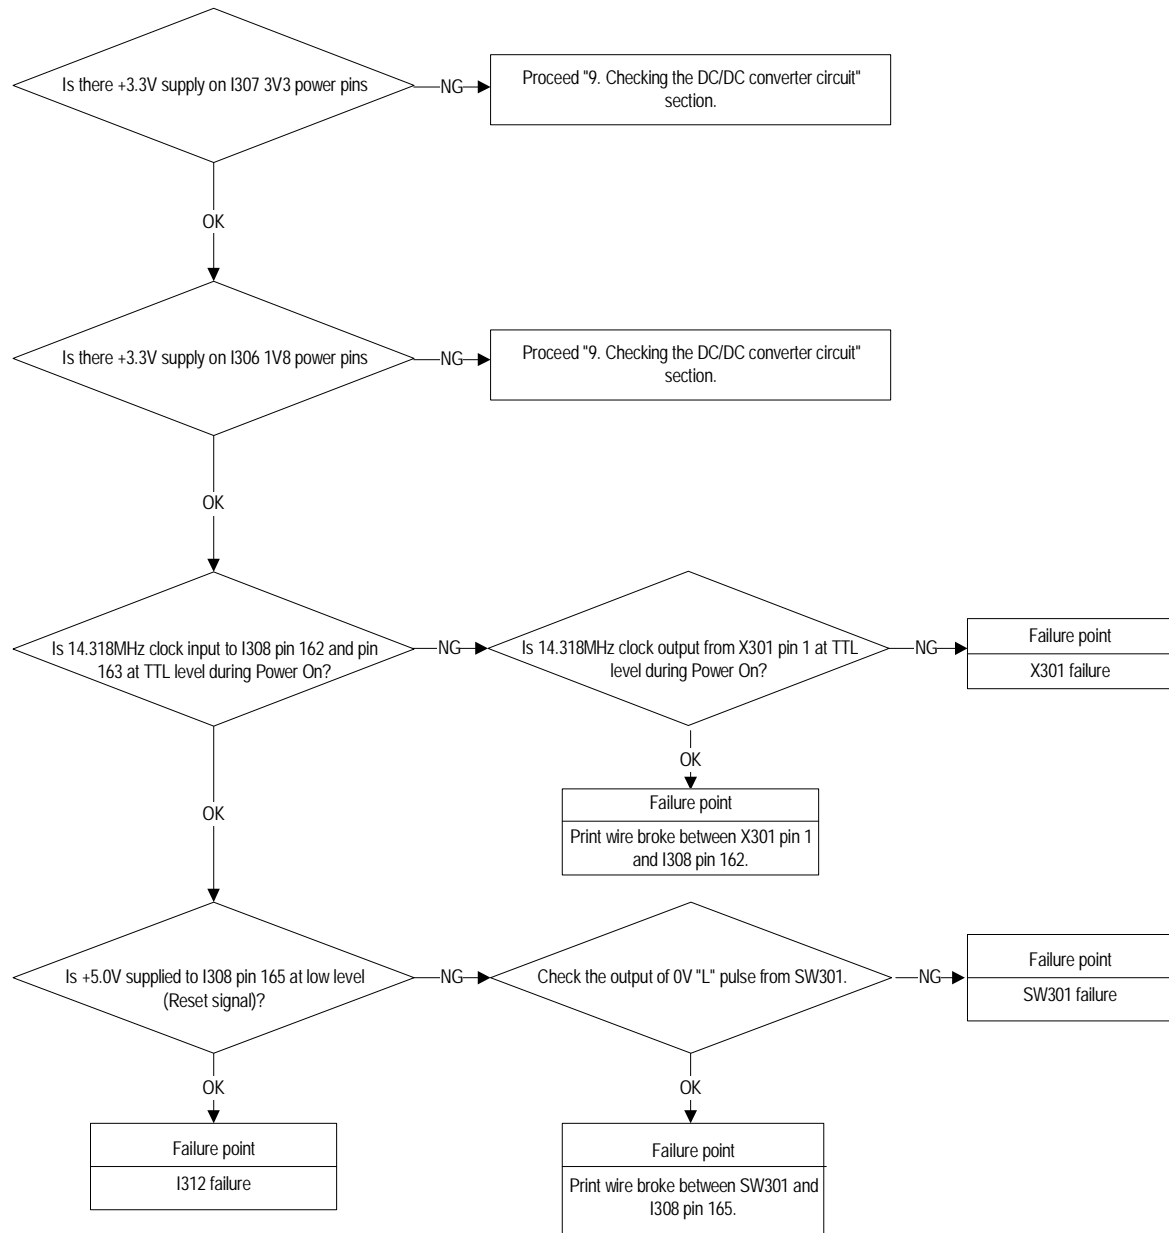 Is there +3.3V supply on I307 3V3 power pins
NG
Proceed "9. Checking the DC/DC converter circuit"
section.
OK
Is there +3.3V supply on I306 1V8 power pins
NG
Proceed "9. Checking the DC/DC converter circuit"
section.
OK
Is 14.318MHz clock input to I308 pin 162 and pin
163 at TTL level during Power On?
NG
Is 14.318MHz clock output from X301 pin 1 at TTL
level during Power On?
NG
Failure point
X301 failure
OK
Failure point
Print wire broke between X301 pin 1
and I308 pin 162.
OK
Is +5.0V supplied to I308 pin 165 at low level
(Reset signal)?
NG
Check the output of 0V "L" pulse from SW301.
NG
Failure point
SW301 failure
OK
Failure point
I312 failure
OK
Failure point
Print wire broke between SW301 and
I308 pin 165.